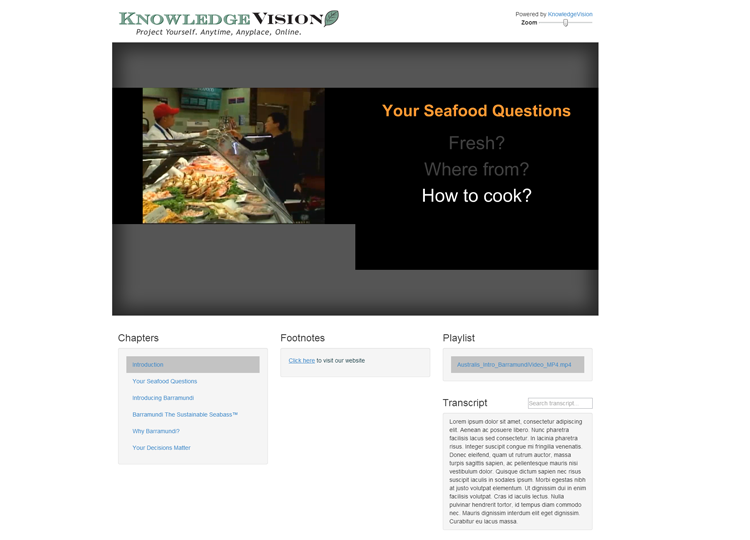 KNOWLEDGEVISION
Project Yourself. Anytime, Anyplace, Online.
Powered by KnowledgeVision
Zoom
Your Seafood Questions
Fresh?
Where from?
How to cook?
Chapters
Introduction
Your Seafood Questions
Introducing Barramundi
Barramundi The Sustainable Seabass™
Why Barramundi?
Your Decisions Matter
Footnotes
Click here to visit our website
Playlist
Australis_Intro_BarramundiVideo_MP4.mp4
Transcript
Search transcript...
Lorem ipsum dolor sit amet, consectetur adipiscing
elit. Aenean ac posuere libero. Nunc pharetra
facilisis lacus sed consectetur. In lacinia pharetra
risus. Integer suscipit congue mi fringilla venenatis.
Donec eleifend, quam ut rutrum auctor, massa
turpis sagittis sapien, ac pellentesque mauris nisi
vestibulum dolor. Quisque dictum sapien nec risus
suscipit iaculis in sodales ipsum. Morbi egestas nibh
at justo volutpat elementum. Ut dignissim dui in enim
facilisis volutpat. Cras id iaculis lectus. Nulla
pulvinar hendrerit tortor, id tempus diam commodo
nec. Mauris dignissim interdum elit eget dignissim.
Curabitur eu lacus massa.